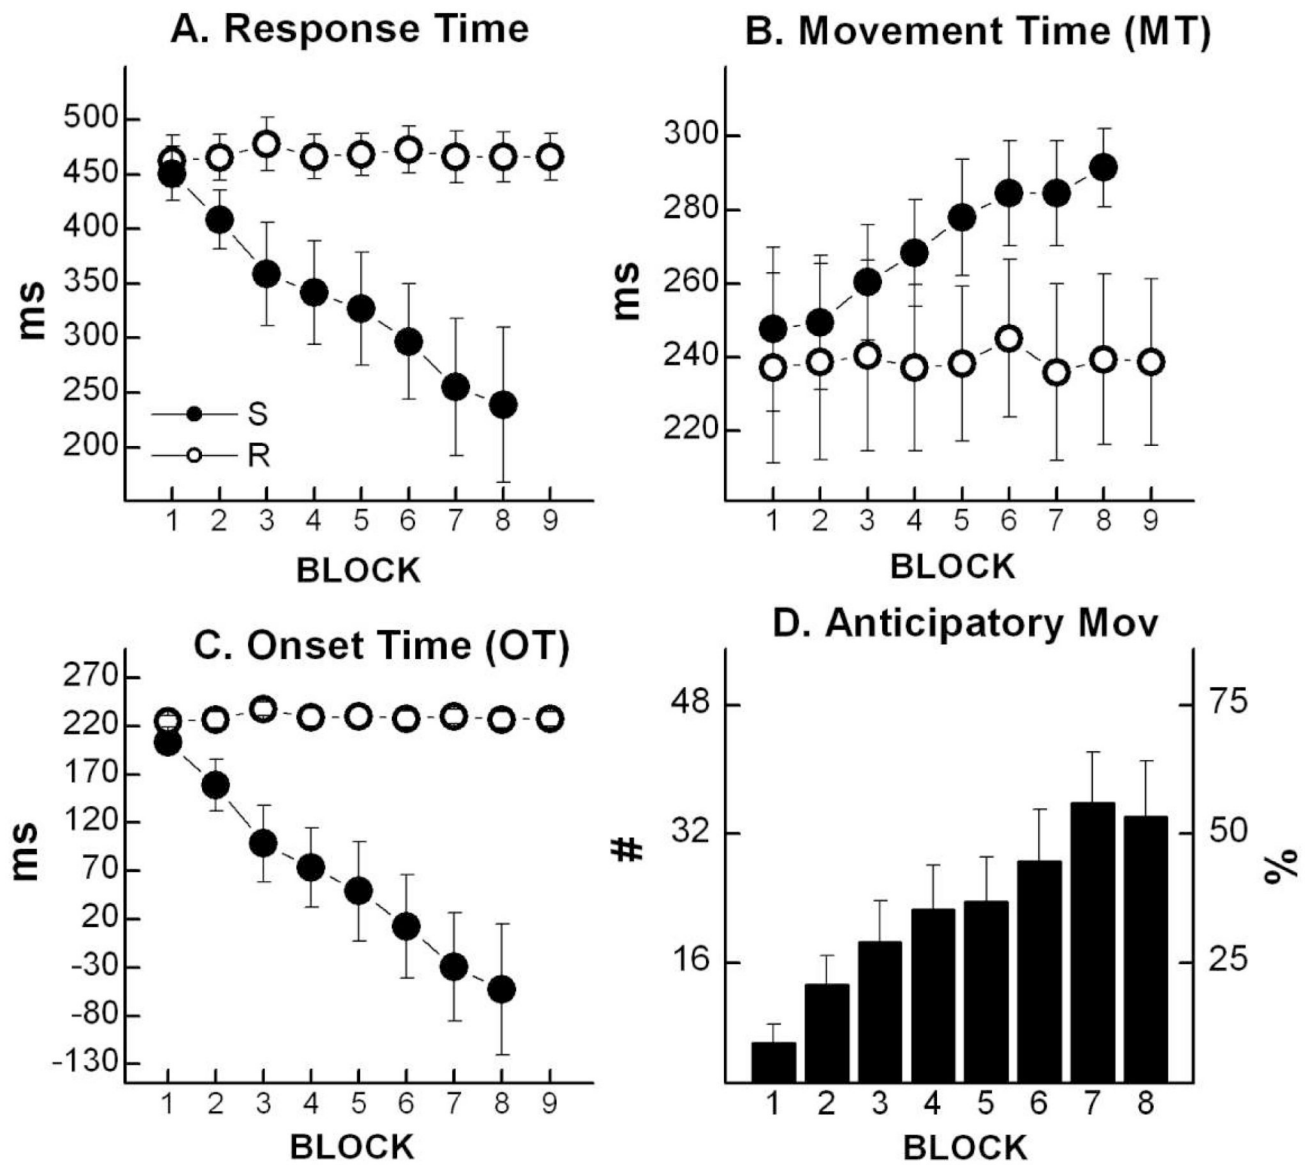 A. Response Time
500
450
400
350
300
250
200
ms
S
R
1 2 3 4 5 6 7 8 9
BLOCK
B. Movement Time (MT)
300
280
260
240
220
ms
1 2 3 4 5 6 7 8 9
BLOCK
C. Onset Time (OT)
270
220
170
120
70
20
-30
-80
-130
ms
1 2 3 4 5 6 7 8 9
BLOCK
D. Anticipatory Mov
48
32
16
#
75
50
25
%
1 2 3 4 5 6 7 8
BLOCK